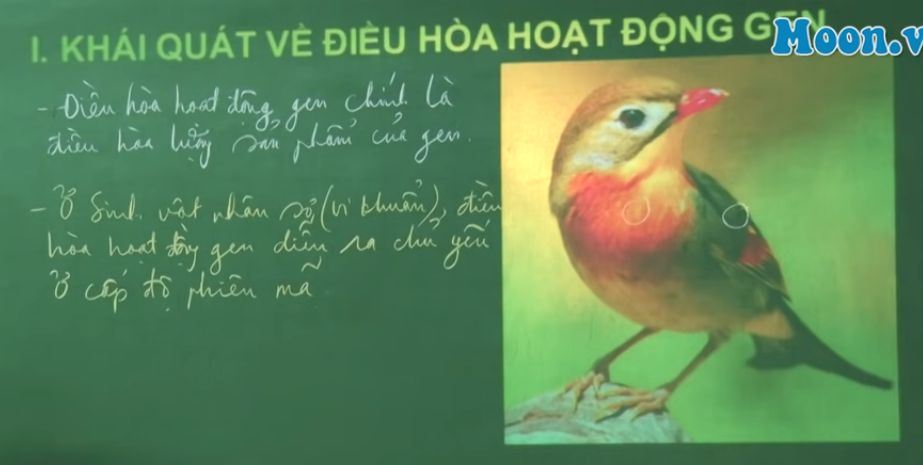 I. KHÁI QUÁT VỀ ĐIỀU HÒA HOẠT ĐỘNG GEN
Moon.v
- Điều hòa hoạt động gen chính là
điều hòa lượng sản phẩm của gen.
- Ở sinh vật nhân sơ (vi khuẩn), điều
hòa hoạt động gen diễn ra chủ yếu
ở cấp độ phiên mã